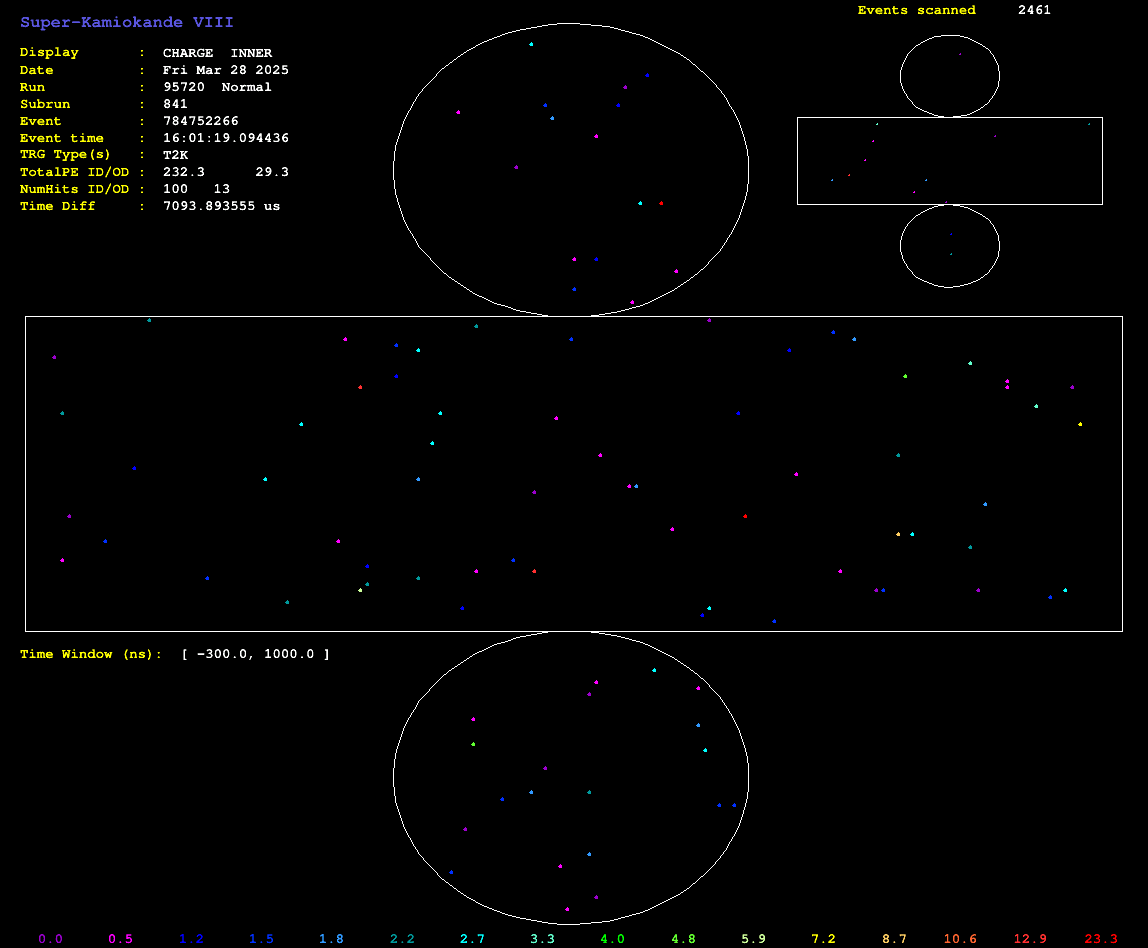 Super-Kamiokande VIII
Events scanned 2461
Display : CHARGE INNER
Date : Fri Mar 28 2025
Run : 95720 Normal
Subrun : 841
Event : 784752266
Event time : 16:01:19.094436
TRG Type(s) : T2K
TotalPE ID/OD : 232.3 29.3
NumHits ID/OD : 100 13
Time Diff : 7093.893555 us
Time Window (ns): [ -300.0, 1000.0 ]
0.0 0.5 1.2 1.5 1.8 2.2 2.7 3.3 4.0 4.8 5.9 7.2 8.7 10.6 12.9 23.3